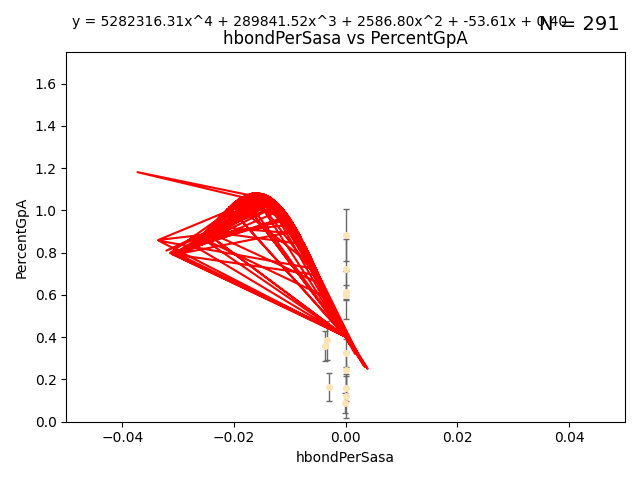 y = 5282316.31x^4 + 289841.52x^3 + 2586.80x^2 + -53.61x + 0.40
N = 291
hbondPerSasa vs PercentGpA
1.6
1.4
1.2
1.0
0.8
0.6
0.4
0.2
0.0
PercentGpA
−0.04
−0.02
0.00
0.02
0.04
hbondPerSasa